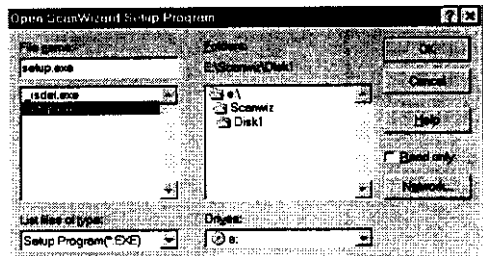 Open ScanWizard Setup Program
File name:
setup.exe
_isdel.exe
List files of type:
Setup Program(*.EXE)
Folders:
E:\Scanwiz\Disk1
e:\
Scanwiz
Disk1
Drives:
e:
OK
Cancel
Help
Read only
Network...